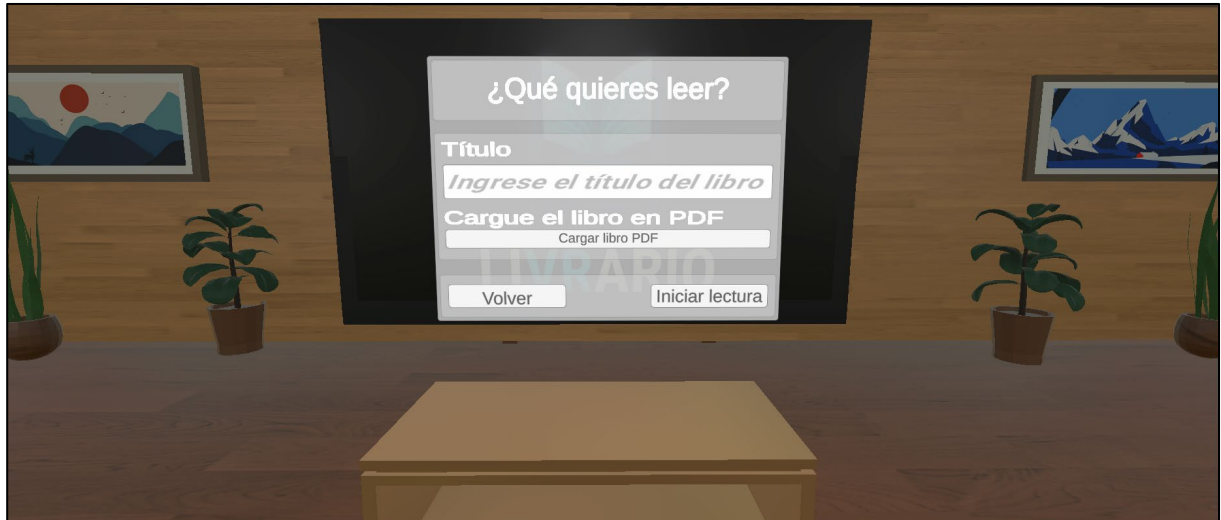 ¿Qué quieres leer?
Título
Ingrese el título del libro
Cargue el libro en PDF
Cargar libro PDF
LIVRARIO
Volver
Iniciar lectura